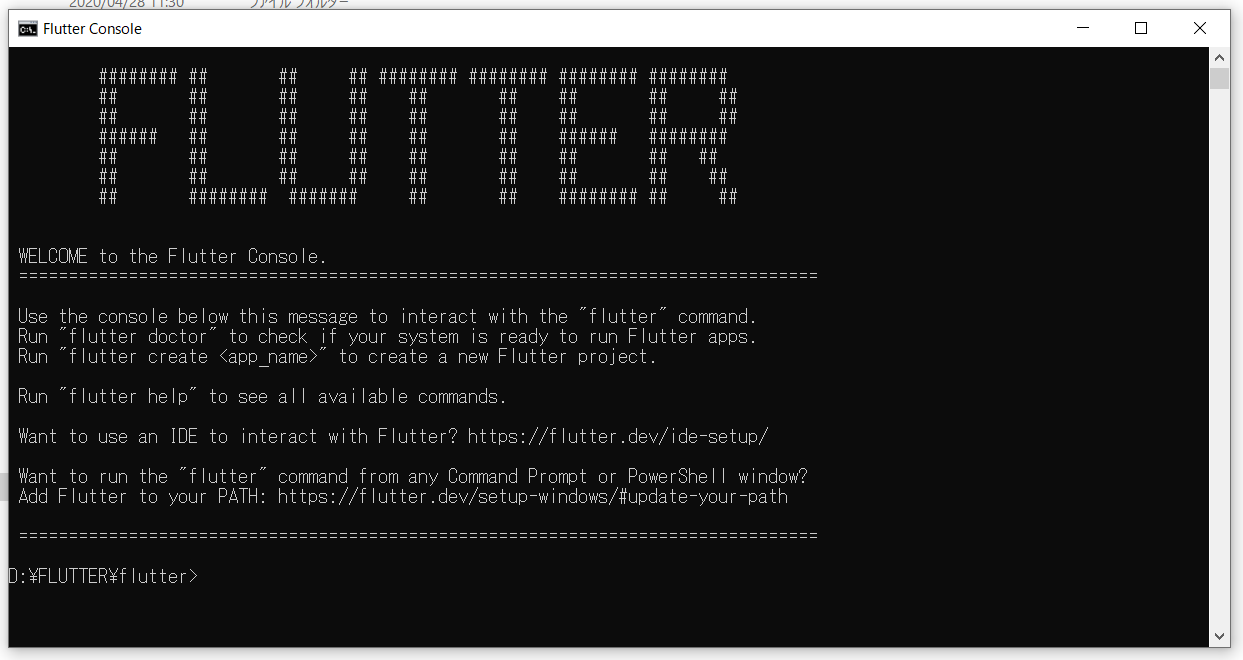 2020/04/28 11:30 ファイル フォルダー
Flutter Console
######## ##       ##     ## ######## ######## ######## ########
##       ##       ##     ##    ##       ##    ##       ##     ##
##       ##       ##     ##    ##       ##    ##       ##     ##
######   ##       ##     ##    ##       ##    ######   ########
##       ##       ##     ##    ##       ##    ##       ##   ##
##       ##       ##     ##    ##       ##    ##       ##    ##
##       ########  #######     ##       ##    ######## ##     ##
WELCOME to the Flutter Console.
================================================================================
Use the console below this message to interact with the "flutter" command.
Run "flutter doctor" to check if your system is ready to run Flutter apps.
Run "flutter create <app_name>" to create a new Flutter project.
Run "flutter help" to see all available commands.
Want to use an IDE to interact with Flutter? https://flutter.dev/ide-setup/
Want to run the "flutter" command from any Command Prompt or PowerShell window?
Add Flutter to your PATH: https://flutter.dev/setup-windows/#update-your-path
================================================================================
D:¥FLUTTER¥flutter>